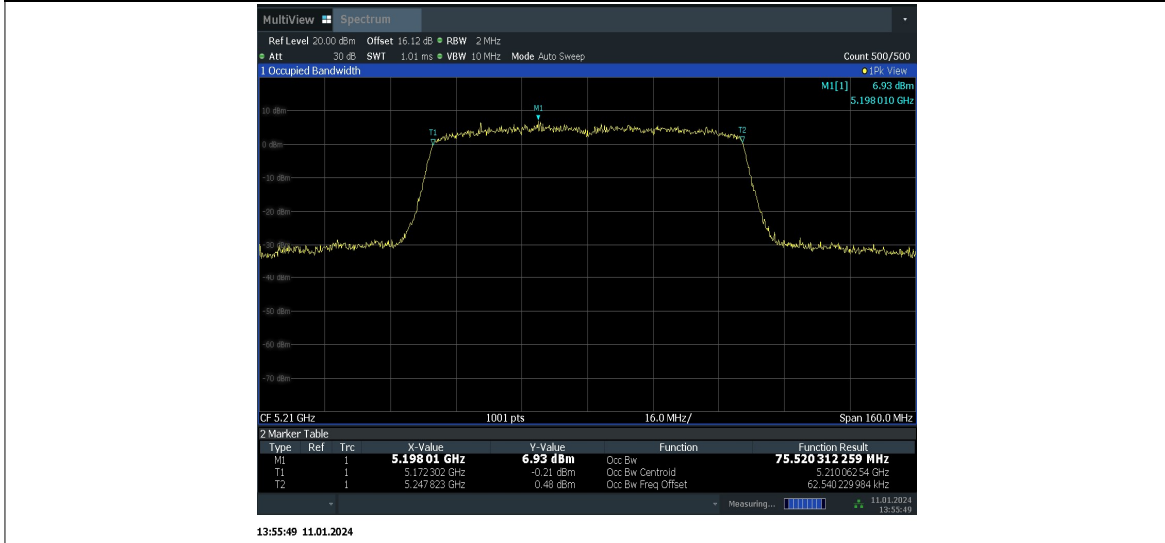 MultiView Spectrum
Ref Level 20.00 dBm Offset 16.12 dB RBW 2 MHz
Att 30 dB SWT 1.01 ms VBW 10 MHz Mode Auto Sweep Count 500/500
1 Occupied Bandwidth 1Pk View
M1[1] 6.93 dBm
5.198 010 GHz
M1
10 dBm
T1 T2
0 dBm
-10 dBm
-20 dBm
-30 dBm
-40 dBm
-50 dBm
-60 dBm
-70 dBm
CF 5.21 GHz 1001 pts 16.0 MHz/ Span 160.0 MHz
2 Marker Table
Type Ref Trc X-Value Y-Value Function Function Result
M1 1 5.198 01 GHz 6.93 dBm Occ Bw 75.520 312 259 MHz
T1 1 5.172 302 GHz -0.21 dBm Occ Bw Centroid 5.210 062 54 GHz
T2 1 5.247 823 GHz 0.48 dBm Occ Bw Freq Offset 62.540 229 984 kHz
Measuring... 11.01.2024
13:55:49
13:55:49 11.01.2024